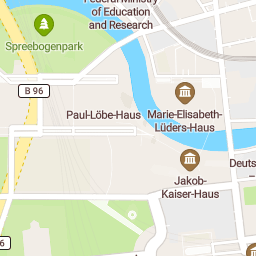 Federal Ministry
of Education
and Research
Spreebogenpark
B 96
Paul-Löbe-Haus
Marie-Elisabeth-
Lüders-Haus
Deuts
Jakob-
Kaiser-Haus
6